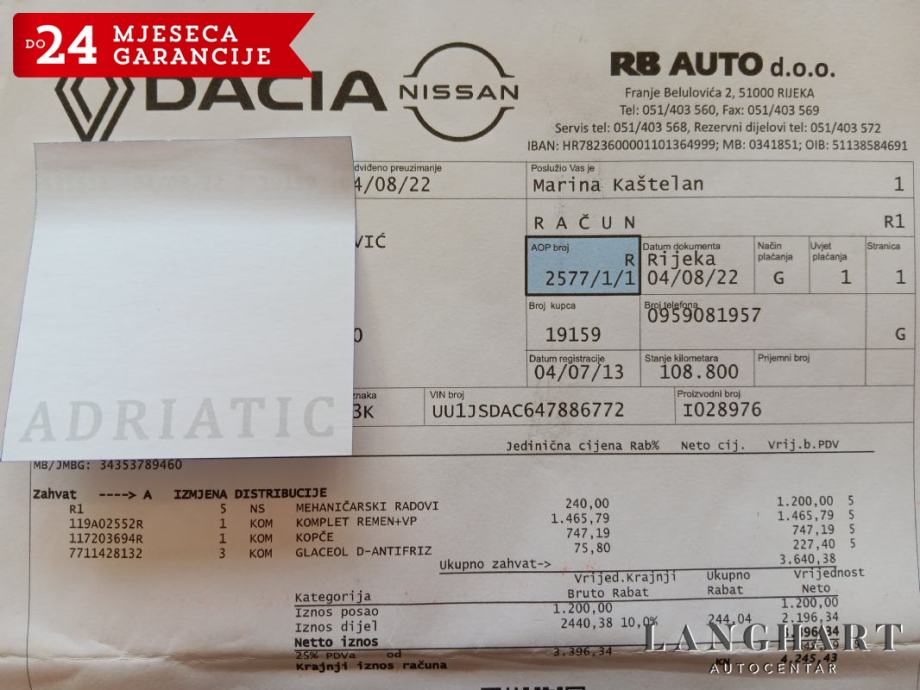 DO 24 MJESECA
GARANCIJE
DACIA NISSAN
RB AUTO d.o.o.
Franje Belulovića 2, 51000 RIJEKA
Tel: 051/403 560, Fax: 051/403 569
Servis tel: 051/403 568, Rezervni dijelovi tel: 051/403 572
IBAN: HR7823600001101364999; MB: 0341851; OIB: 51138584691
dviđeno preuzimanje
4/08/22
Poslužio Vas je
Marina Kaštelan 1
RAČUN R1
VIĆ
AOP broj
R
2577/1/1
Datum dokumenta
Rijeka
04/08/22
Način
plaćanja
G
Uvjet
plaćanja
1
Stranica
1
Broj kupca
19159
Broj telefona
0959081957
G
0
Datum registracije
04/07/13
Stanje kilometara
108.800
Prijemni broj
znaka
3K
VIN broj
UU1JSDAC647886772
Proizvodni broj
I028976
ADRIATIC
Jedinična cijena Rab% Neto cij. Vrij.b.PDV
MB/JMBG: 34353789460
Zahvat ----> A IZMJENA DISTRIBUCIJE
R1 5 NS MEHANIČARSKI RADOVI 240,00 1.200,00 5
119A02552R 1 KOM KOMPLET REMEN+VP 1.465,79 1.465,79 5
117203694R 1 KOM KOPČE 747,19 747,19 5
7711428132 3 KOM GLACEOL D-ANTIFRIZ 75,80 227,40 5
Ukupno zahvat-> 3.640,38
Vrijed.Krajnji Ukupno Vrijednost
Kategorija Bruto Rabat Rabat Neto
Iznos posao 1.200,00 1.200,00
Iznos dijel 2440,38 10,0% 244,04 2.196,34
Netto iznos
25% PDVa od 3.396,34
Krajnji iznos računa KN 4.245,43
LANGHART
AUTOCENTAR